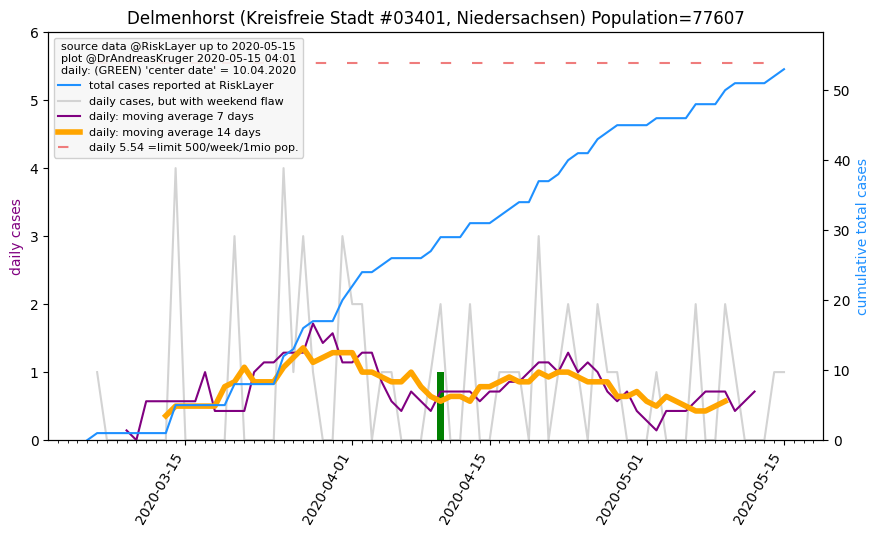 Delmenhorst (Kreisfreie Stadt #03401, Niedersachsen) Population=77607
source data @RiskLayer up to 2020-05-15
plot @DrAndreasKruger 2020-05-15 04:01
daily: (GREEN) 'center date' = 10.04.2020
total cases reported at RiskLayer
daily cases, but with weekend flaw
daily: moving average 7 days
daily: moving average 14 days
daily 5.54 =limit 500/week/1mio pop.
daily cases
6
5
4
3
2
1
0
50
40
30
20
10
0
cumulative total cases
2020-03-15
2020-04-01
2020-04-15
2020-05-01
2020-05-15